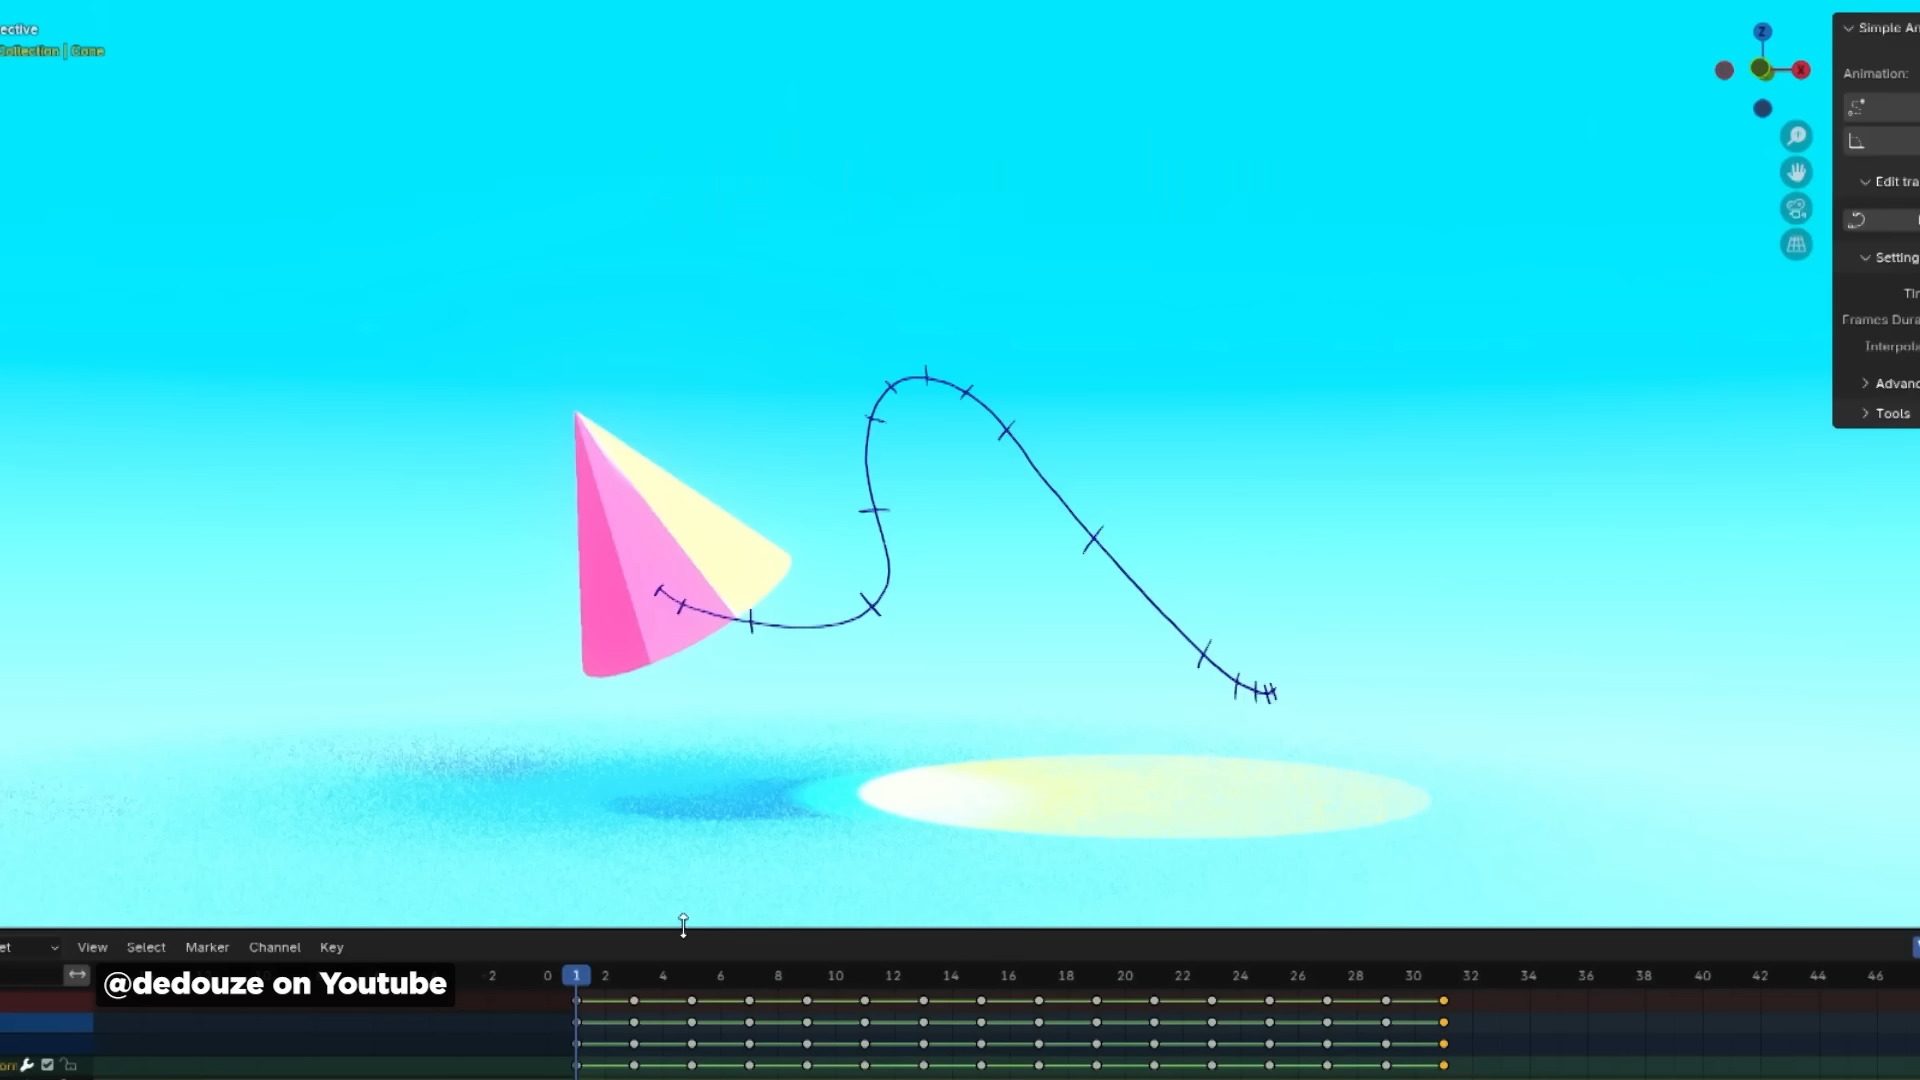 ective
Collection | Cone
Z
X
Simple An
Animation:
Edit tra
Setting
Tir
Frames Dura
Interpola
Advanc
Tools
et View Select Marker Channel Key
-2 0 1 2 4 6 8 10 12 14 16 18 20 22 24 26 28 30 32 34 36 38 40 42 44 46
@dedouze on Youtube